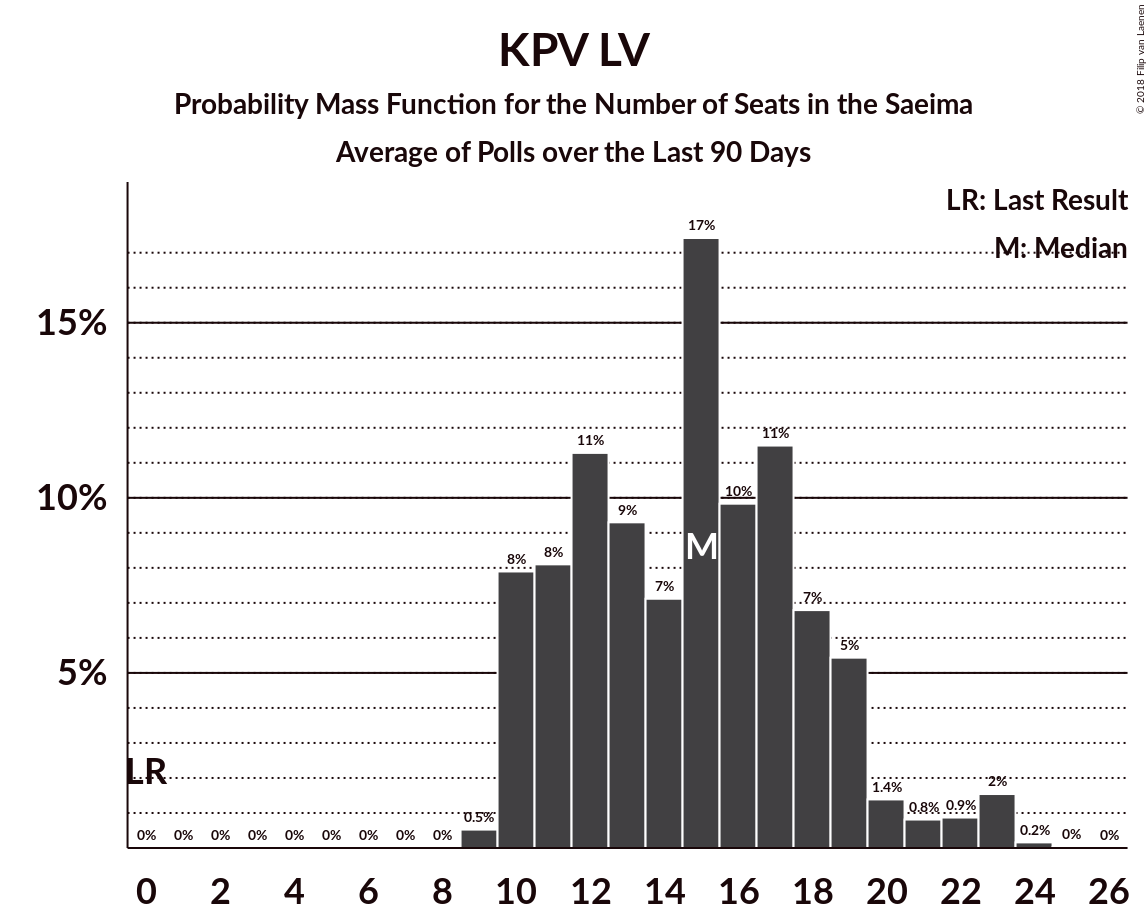 KPV LV
Probability Mass Function for the Number of Seats in the Saeima
Average of Polls over the Last 90 Days
© 2018 Filip van Laenen
LR: Last Result
M: Median
15%
10%
5%
LR
M
0% 0% 0% 0% 0% 0% 0% 0% 0% 0.5% 8% 8% 11% 9% 7% 17% 10% 11% 7% 5% 1.4% 0.8% 0.9% 2% 0.2% 0% 0%
0 2 4 6 8 10 12 14 16 18 20 22 24 26